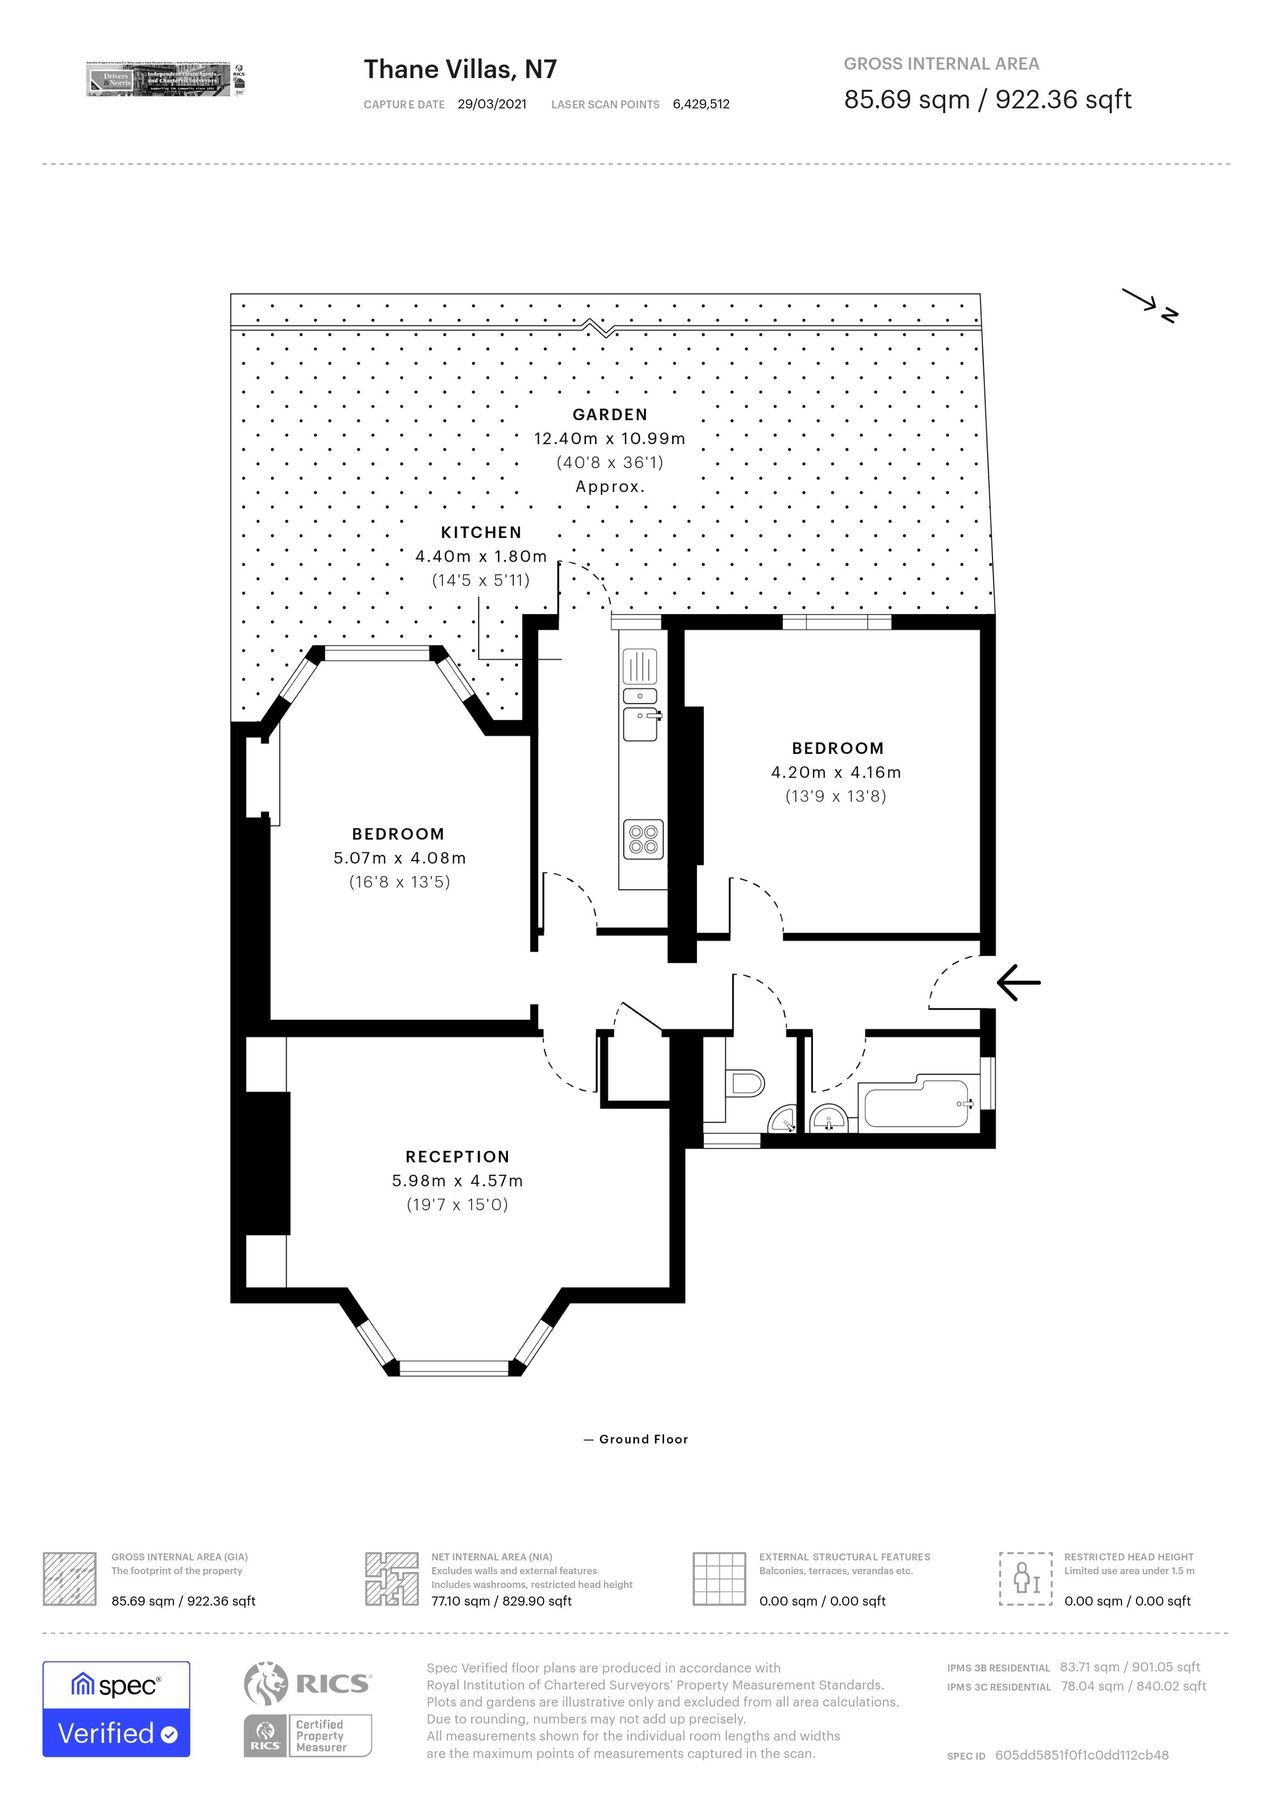 Drivers
& Norris
Independent Estate Agents
and Chartered Surveyors
RICS
Thane Villas, N7
CAPTURE DATE 29/03/2021 LASER SCAN POINTS 6,429,512
GROSS INTERNAL AREA
85.69 sqm / 922.36 sqft
N
GARDEN
12.40m x 10.99m
(40'8 x 36'1)
Approx.
KITCHEN
4.40m x 1.80m
(14'5 x 5'11)
BEDROOM
4.20m x 4.16m
(13'9 x 13'8)
BEDROOM
5.07m x 4.08m
(16'8 x 13'5)
RECEPTION
5.98m x 4.57m
(19'7 x 15'0)
— Ground Floor
GROSS INTERNAL AREA (GIA)
The footprint of the property
85.69 sqm / 922.36 sqft
NET INTERNAL AREA (NIA)
Excludes walls and external features
Includes washrooms, restricted head height
77.10 sqm / 829.90 sqft
EXTERNAL STRUCTURAL FEATURES
Balconies, terraces, verandas etc.
0.00 sqm / 0.00 sqft
RESTRICTED HEAD HEIGHT
Limited use area under 1.5 m
0.00 sqm / 0.00 sqft
spec®
Verified
RICS®
RICS
Certified
Property
Measurer
Spec Verified floor plans are produced in accordance with
Royal Institution of Chartered Surveyors' Property Measurement Standards.
Plots and gardens are illustrative only and excluded from all area calculations.
Due to rounding, numbers may not add up precisely.
All measurements shown for the individual room lengths and widths
are the maximum points of measurements captured in the scan.
IPMS 3B RESIDENTIAL 83.71 sqm / 901.05 sqft
IPMS 3C RESIDENTIAL 78.04 sqm / 840.02 sqft
SPEC ID 605dd5851f0f1c0dd112cb48